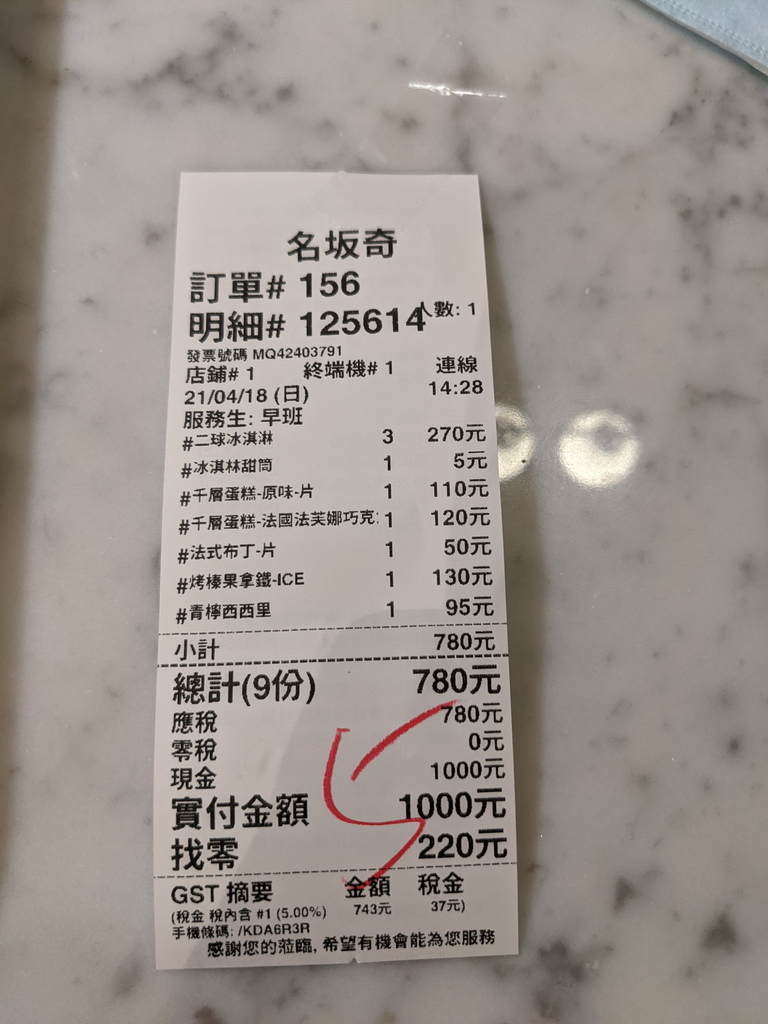 名坂奇
訂單# 156
明細# 125614 人數: 1
發票號碼 MQ42403791
店鋪# 1 終端機# 1 連線
21/04/18 (日) 14:28
服務生: 早班
#二球冰淇淋 3 270元
#冰淇林甜筒 1 5元
#千層蛋糕-原味-片 1 110元
#千層蛋糕-法國法芙娜巧克: 1 120元
#法式布丁-片 1 50元
#烤榛果拿鐵-ICE 1 130元
#青檸西西里 1 95元
小計 780元
總計(9份) 780元
應稅 780元
零稅 0元
現金 1000元
實付金額 1000元
找零 220元
GST 摘要 金額 稅金
(稅金 稅內含 #1 (5.00%) 743元 37元)
手機條碼: /KDA6R3R
感謝您的蒞臨, 希望有機會能為您服務